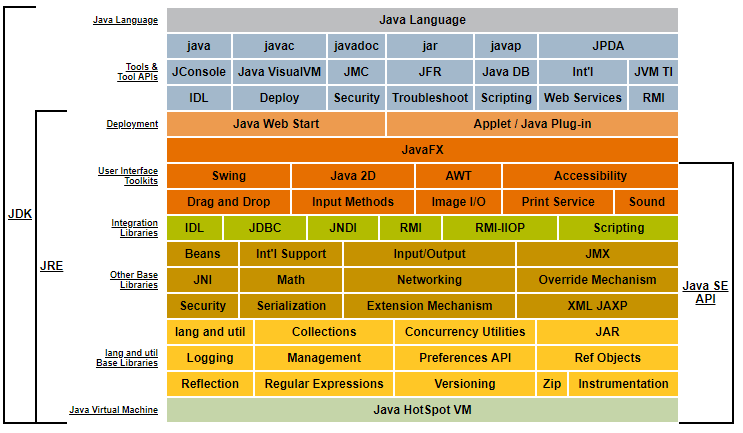 Java Language Java Language
java javac javadoc jar javap JPDA
Tools &
Tool APIs
JConsole Java VisualVM JMC JFR Java DB Int'l JVM TI
IDL Deploy Security Troubleshoot Scripting Web Services RMI
Deployment Java Web Start Applet / Java Plug-in
JavaFX
User Interface
Toolkits
Swing Java 2D AWT Accessibility
Drag and Drop Input Methods Image I/O Print Service Sound
JDK
Integration
Libraries
IDL JDBC JNDI RMI RMI-IIOP Scripting
JRE
Beans Int'l Support Input/Output JMX
Other Base
Libraries
JNI Math Networking Override Mechanism
Java SE
API
Security Serialization Extension Mechanism XML JAXP
lang and util Collections Concurrency Utilities JAR
lang and util
Base Libraries
Logging Management Preferences API Ref Objects
Reflection Regular Expressions Versioning Zip Instrumentation
Java Virtual Machine Java HotSpot VM